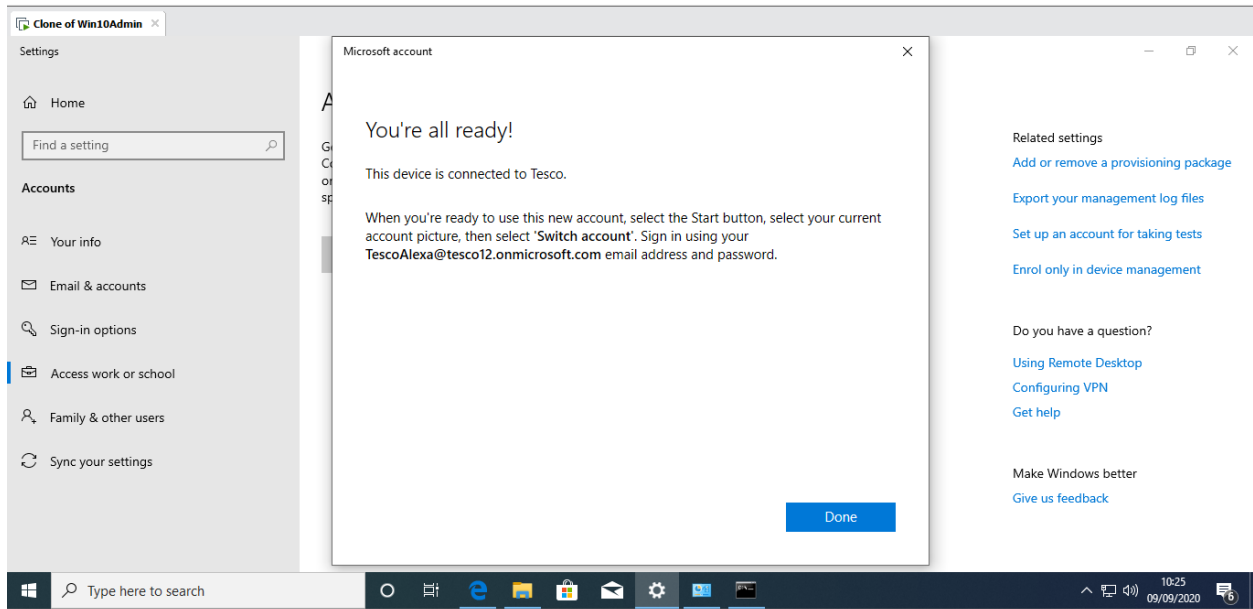 Clone of Win10Admin
Settings
Home
Find a setting
Accounts
Your info
Email & accounts
Sign-in options
Access work or school
Family & other users
Sync your settings
Microsoft account
You're all ready!
This device is connected to Tesco.
When you're ready to use this new account, select the Start button, select your current
account picture, then select 'Switch account'. Sign in using your
TescoAlexa@tesco12.onmicrosoft.com email address and password.
Done
Related settings
Add or remove a provisioning package
Export your management log files
Set up an account for taking tests
Enrol only in device management
Do you have a question?
Using Remote Desktop
Configuring VPN
Get help
Make Windows better
Give us feedback
Type here to search
10:25
09/09/2020
6